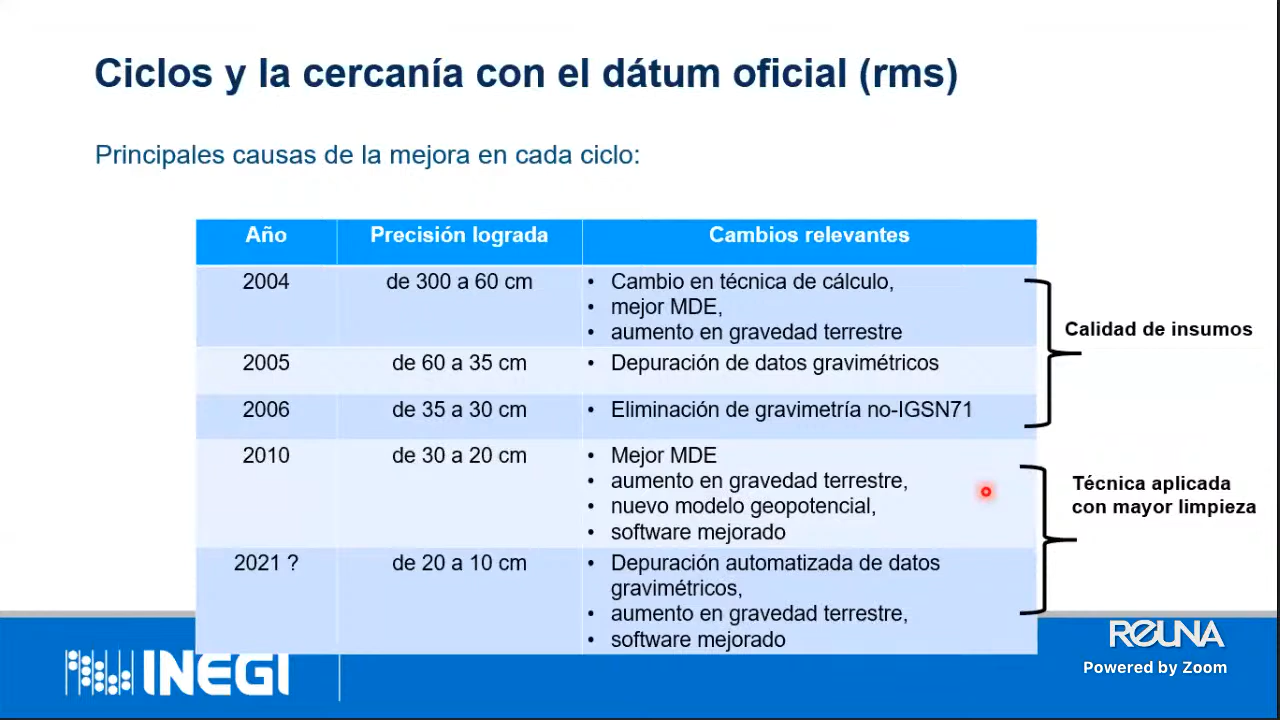 Ciclos y la cercanía con el dátum oficial (rms)
Principales causas de la mejora en cada ciclo:
Año Precisión lograda Cambios relevantes
2004 de 300 a 60 cm • Cambio en técnica de cálculo,
• mejor MDE,
• aumento en gravedad terrestre
2005 de 60 a 35 cm • Depuración de datos gravimétricos
2006 de 35 a 30 cm • Eliminación de gravimetría no-IGSN71
Calidad de insumos
2010 de 30 a 20 cm • Mejor MDE
• aumento en gravedad terrestre,
• nuevo modelo geopotencial,
• software mejorado
2021 ? de 20 a 10 cm • Depuración automatizada de datos
gravimétricos,
• aumento en gravedad terrestre,
• software mejorado
Técnica aplicada
con mayor limpieza
INEGI
REUNA
Powered by Zoom